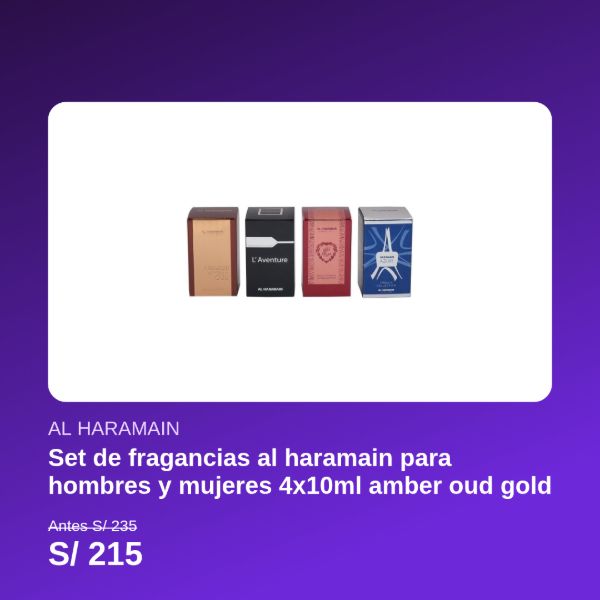 L'Aventure
AL HARAMAIN
AL HARAMAIN
Set de fragancias al haramain para
hombres y mujeres 4x10ml amber oud gold
Antes S/ 235
S/ 215